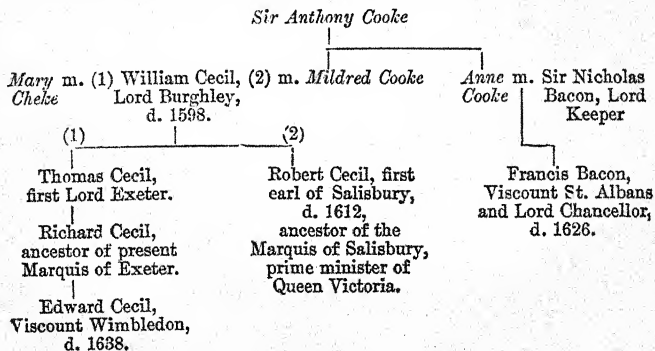 Sir Anthony Cooke
Mary m. (1) William Cecil, (2) m. Mildred Cooke Anne m. Sir Nicholas
Cheke Lord Burghley, Cooke Bacon, Lord
d. 1598. Keeper
(1) (2)
Thomas Cecil, Robert Cecil, first Francis Bacon,
first Lord Exeter. earl of Salisbury, Viscount St. Albans
d. 1612, and Lord Chancellor,
Richard Cecil, ancestor of the d. 1626.
ancestor of present Marquis of Salisbury,
Marquis of Exeter. prime minister of
Queen Victoria.
Edward Cecil,
Viscount Wimbledon,
d. 1638.